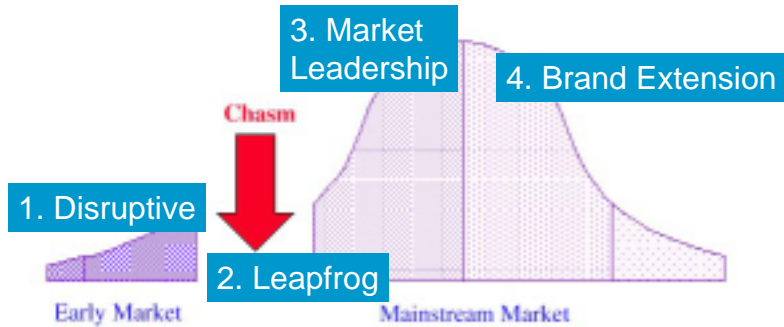 3. Market
Leadership
4. Brand Extension
Chasm
1. Disruptive
2. Leapfrog
Early Market
Mainstream Market